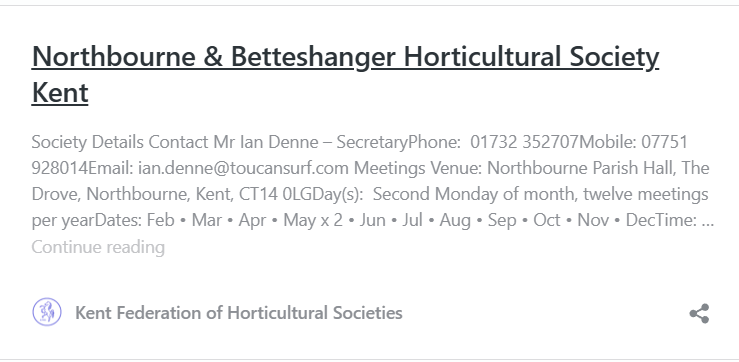 Northbourne & Betteshanger Horticultural Society
Kent
Society Details Contact Mr Ian Denne – SecretaryPhone:  01732 352707Mobile: 07751
928014Email: ian.denne@toucansurf.com Meetings Venue: Northbourne Parish Hall, The
Drove, Northbourne, Kent, CT14 0LGDay(s):  Second Monday of month, twelve meetings
per yearDates: Feb • Mar • Apr • May x 2 • Jun • Jul • Aug • Sep • Oct • Nov • DecTime: ...
Continue reading
Kent Federation of Horticultural Societies